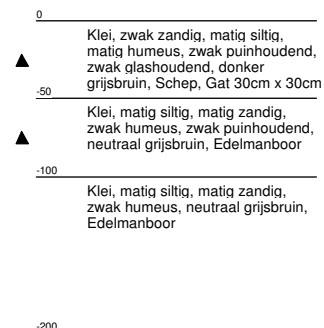 0
Klei, zwak zandig, matig siltig,
matig humeus, zwak puinhoudend,
zwak glashoudend, donker
grijsbruin, Schep, Gat 30cm x 30cm
-50
Klei, matig siltig, matig zandig,
zwak humeus, zwak puinhoudend,
neutraal grijsbruin, Edelmanboor
-100
Klei, matig siltig, matig zandig,
zwak humeus, neutraal grijsbruin,
Edelmanboor
-200